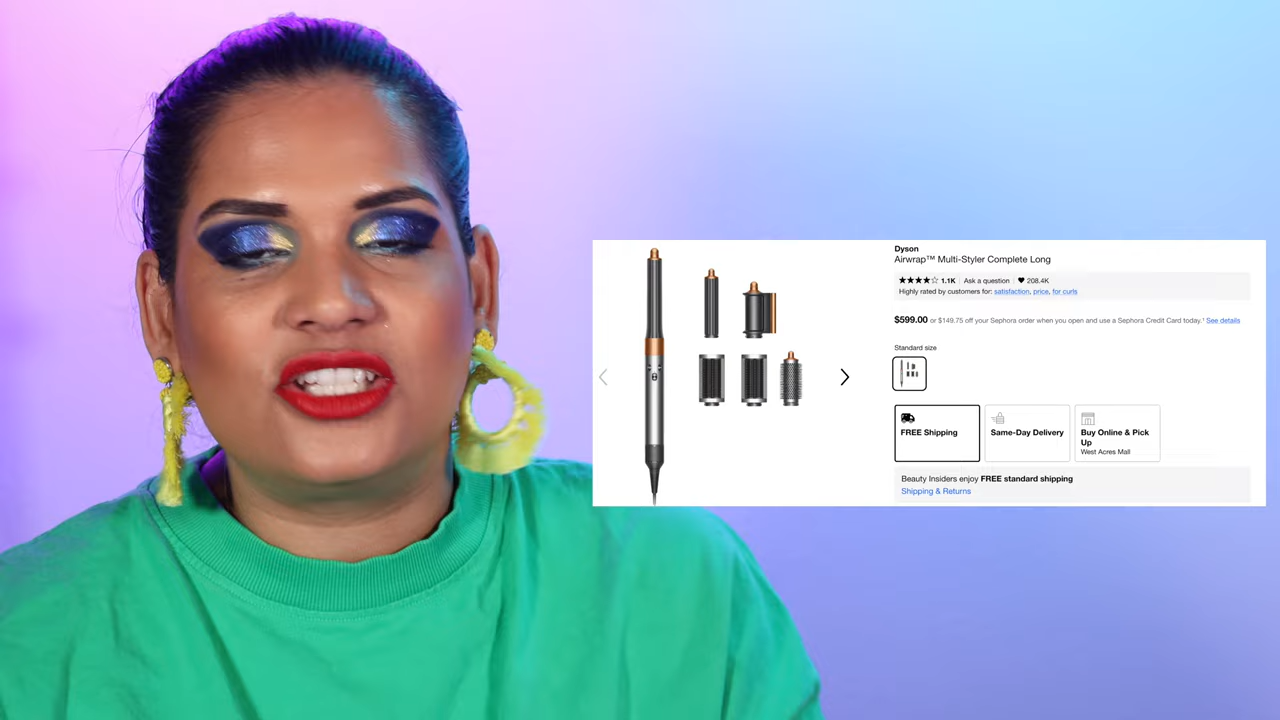 Dyson
Airwrap™ Multi-Styler Complete Long
1.1K Ask a question 208.4K
Highly rated by customers for: satisfaction, price, for curls
$599.00 or $149.75 off your Sephora order when you open and use a Sephora Credit Card today.¹ See details
Standard size
FREE Shipping
Same-Day Delivery
Buy Online & Pick
Up
West Acres Mall
Beauty Insiders enjoy FREE standard shipping
Shipping & Returns